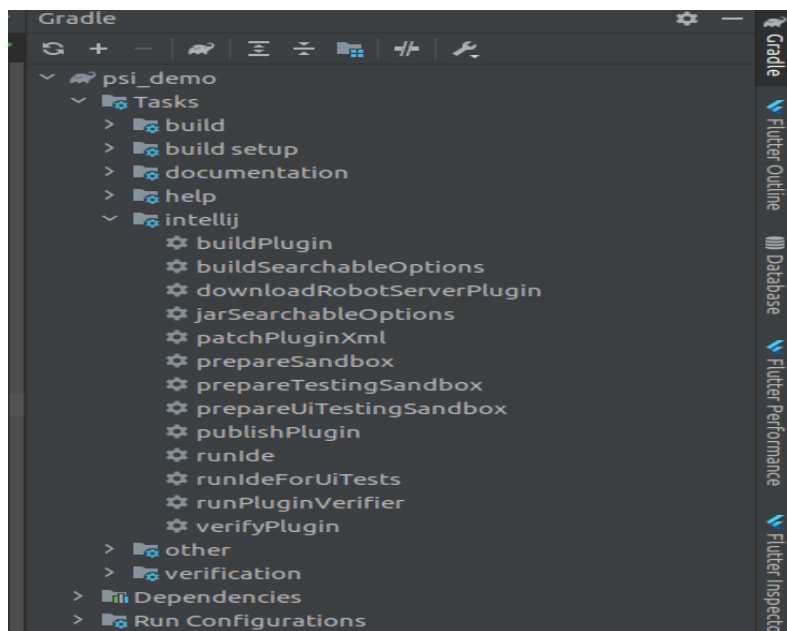 Gradle
psi_demo
Tasks
build
build setup
documentation
help
intellij
buildPlugin
buildSearchableOptions
downloadRobotServerPlugin
jarSearchableOptions
patchPluginXml
prepareSandbox
prepareTestingSandbox
prepareUiTestingSandbox
publishPlugin
runIde
runIdeForUiTests
runPluginVerifier
verifyPlugin
other
verification
Dependencies
Run Configurations
Gradle
Flutter Outline
Database
Flutter Performance
Flutter Inspecto